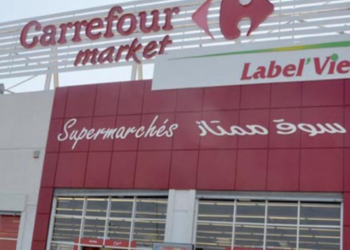 Carrefour
market
Label'Vie
Supermarchés سوق ممتاز